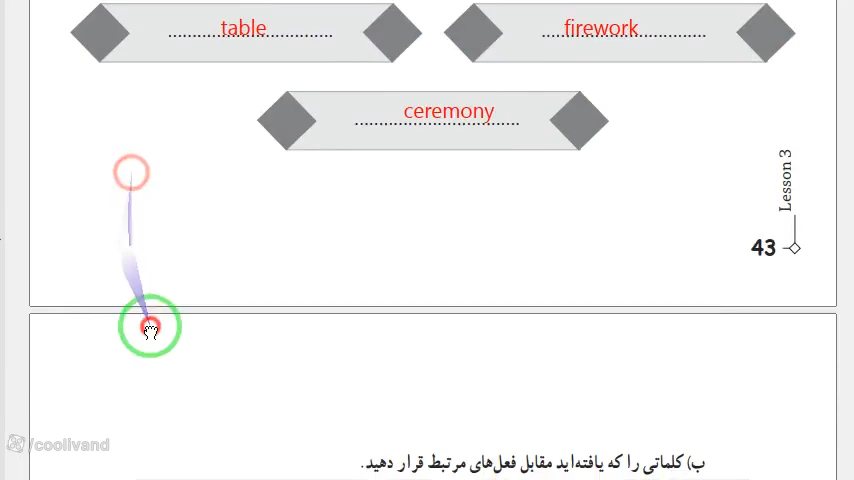 table
firework
ceremony
Lesson 3
43
/coolivand
ب) کلماتی را که یافته‌اید مقابل فعل‌های مرتبط قرار دهید.